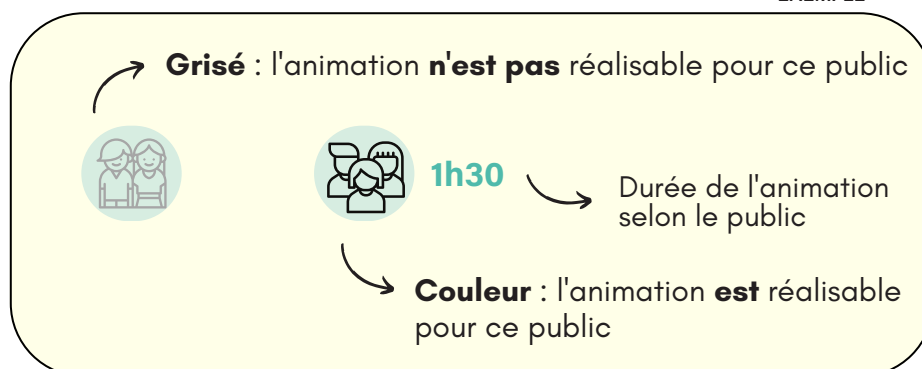 Grisé : l'animation n'est pas réalisable pour ce public
1h30
Durée de l'animation
selon le public
Couleur : l'animation est réalisable
pour ce public